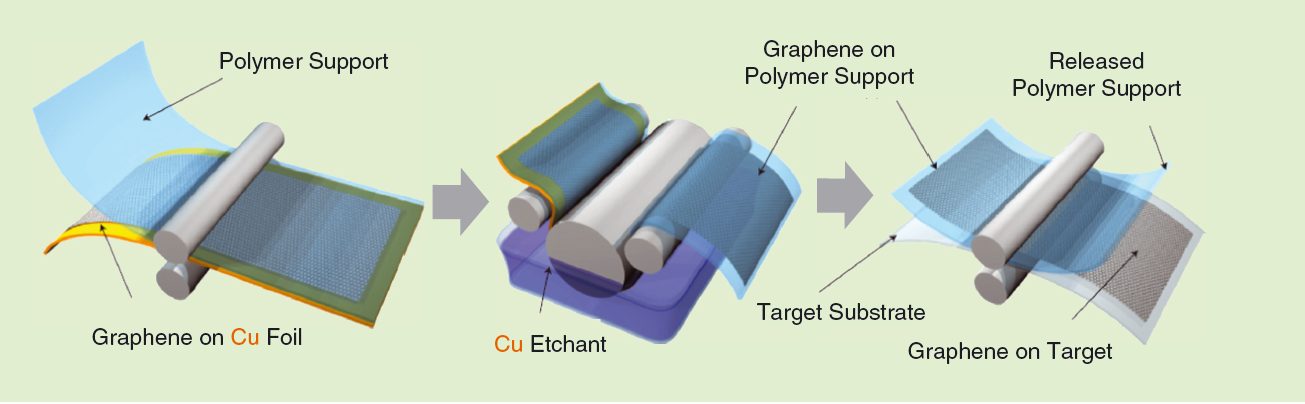 Polymer Support
Graphene on Cu Foil
Cu Etchant
Graphene on
Polymer Support
Target Substrate
Released
Polymer Support
Graphene on Target